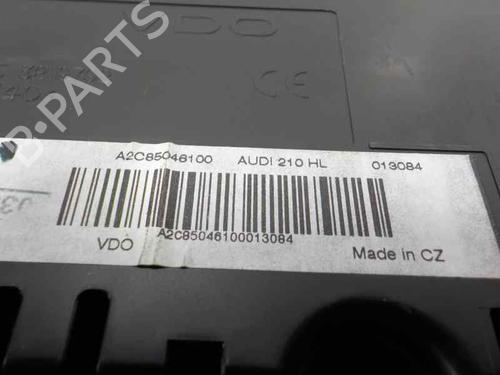 VDO
CE
A2C85046100 AUDI 210 HL 013084
A2C85046100013084
VDO Made in CZ
B-PARTS